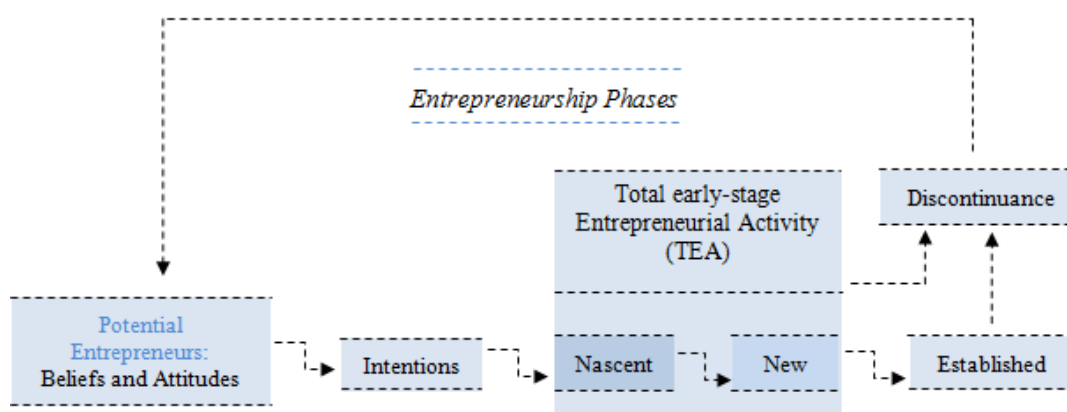 Entrepreneurship Phases
Total early-stage
Entrepreneurial Activity
(TEA)
Discontinuance
Potential
Entrepreneurs:
Beliefs and Attitudes
Intentions
Nascent
New
Established